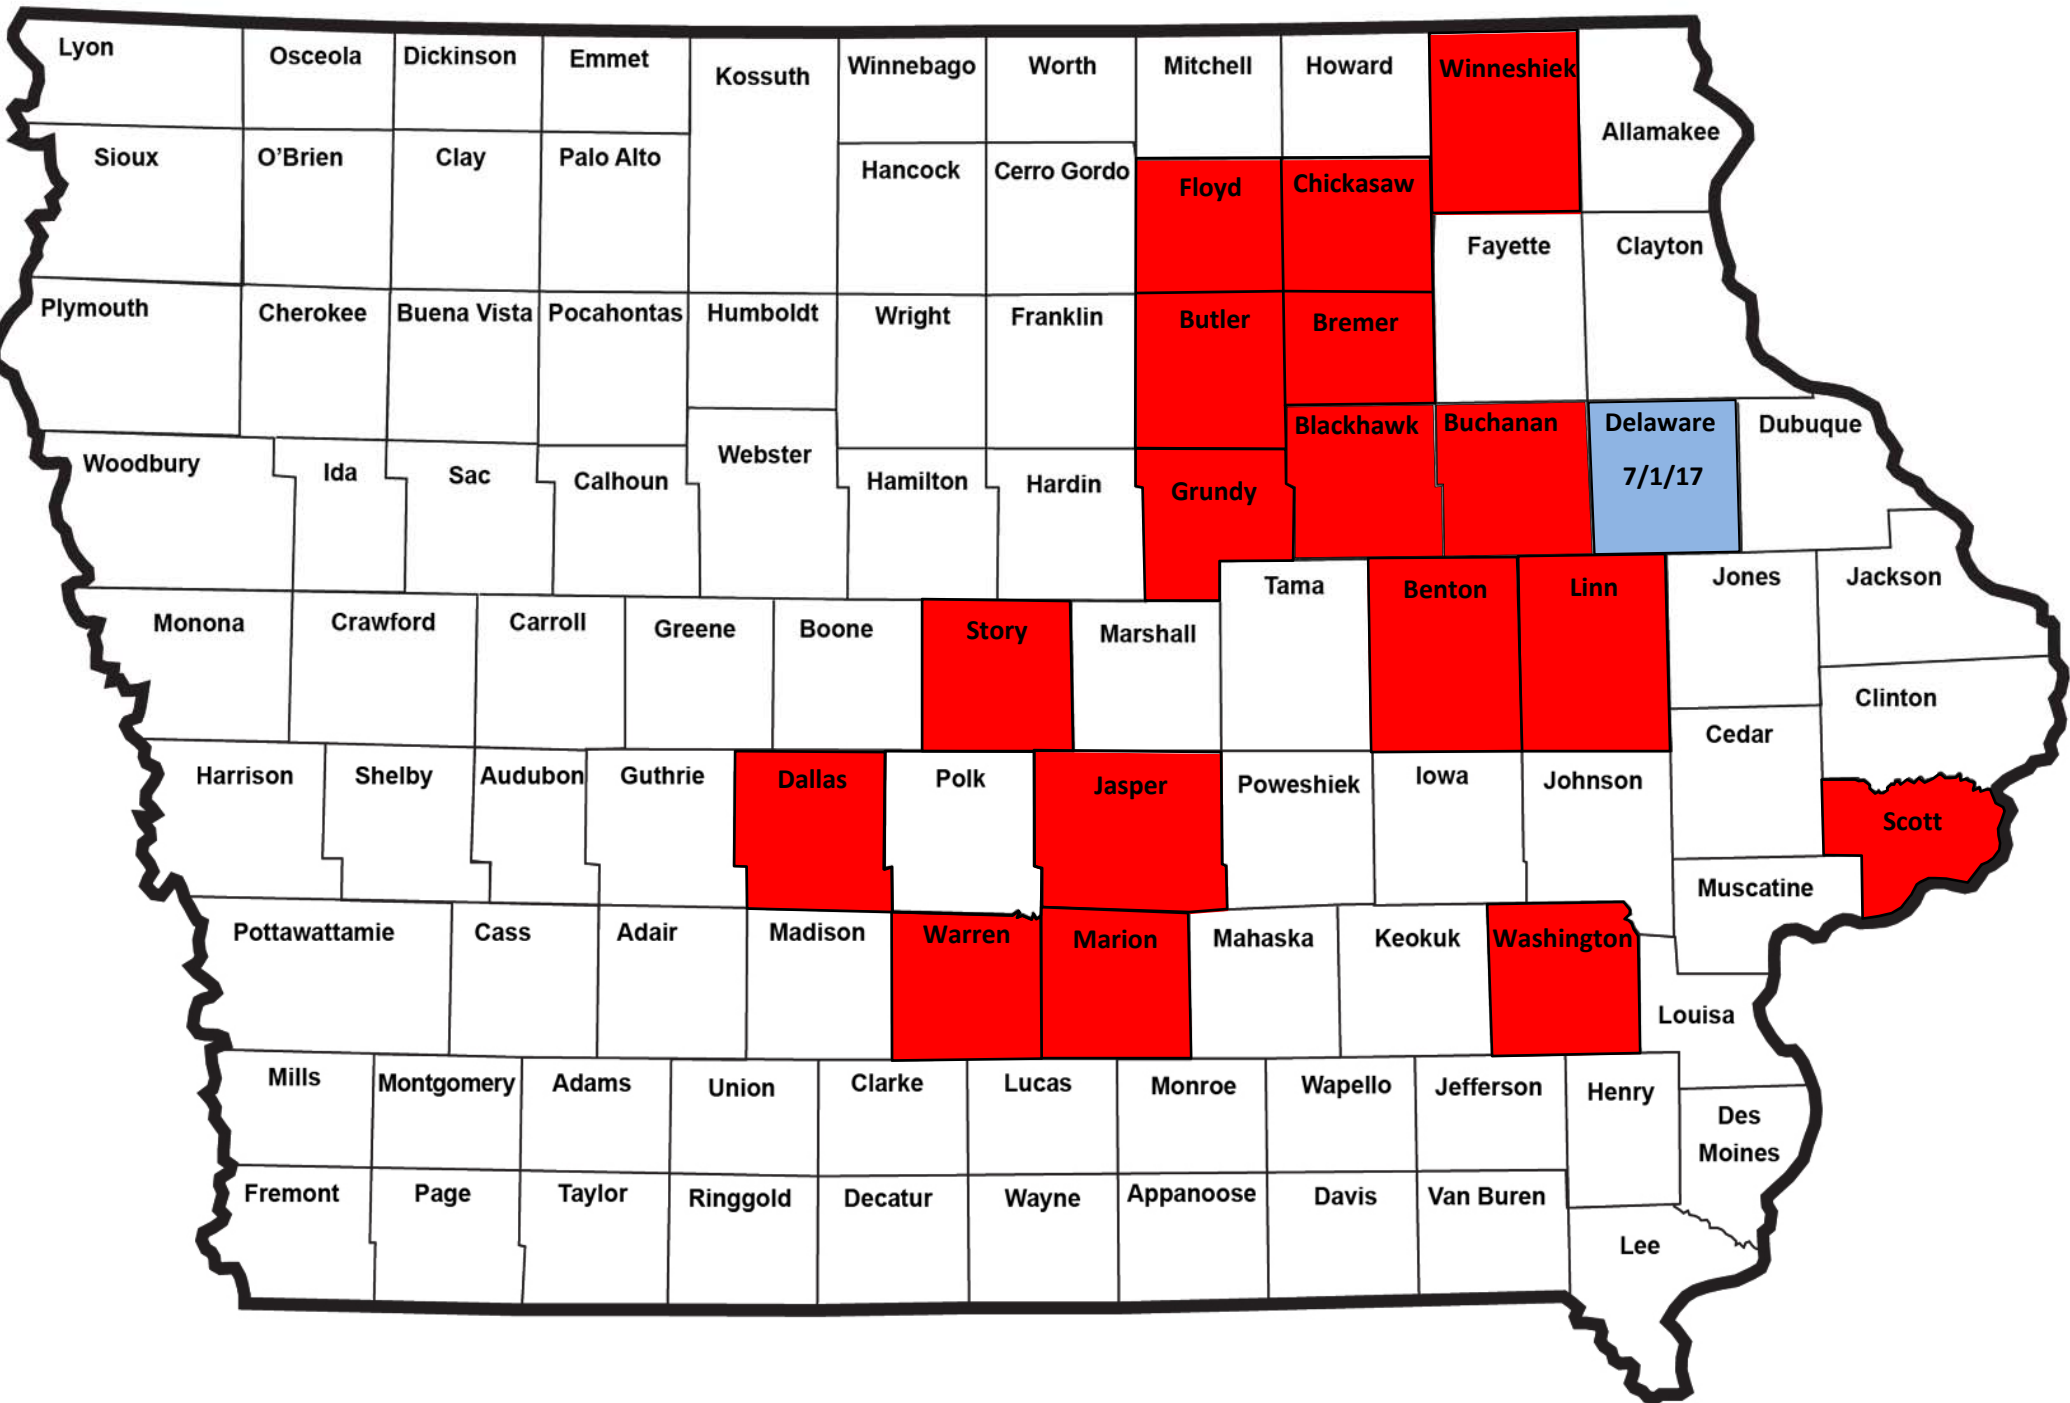 Lyon
Osceola
Dickinson
Emmet
Kossuth
Winnebago
Worth
Mitchell
Howard
Winneshiek
Allamakee
Sioux
O’Brien
Clay
Palo Alto
Hancock
Cerro Gordo
Floyd
Chickasaw
Fayette
Clayton
Plymouth
Cherokee
Buena Vista
Pocahontas
Humboldt
Wright
Franklin
Butler
Bremer
Woodbury
Ida
Sac
Calhoun
Webster
Hamilton
Hardin
Grundy
Blackhawk
Buchanan
Delaware
7/1/17
Dubuque
Monona
Crawford
Carroll
Greene
Boone
Story
Marshall
Tama
Benton
Linn
Jones
Jackson
Clinton
Cedar
Harrison
Shelby
Audubon
Guthrie
Dallas
Polk
Jasper
Poweshiek
Iowa
Johnson
Scott
Muscatine
Pottawattamie
Cass
Adair
Madison
Warren
Marion
Mahaska
Keokuk
Washington
Louisa
Mills
Montgomery
Adams
Union
Clarke
Lucas
Monroe
Wapello
Jefferson
Henry
Des
Moines
Fremont
Page
Taylor
Ringgold
Decatur
Wayne
Appanoose
Davis
Van Buren
Lee